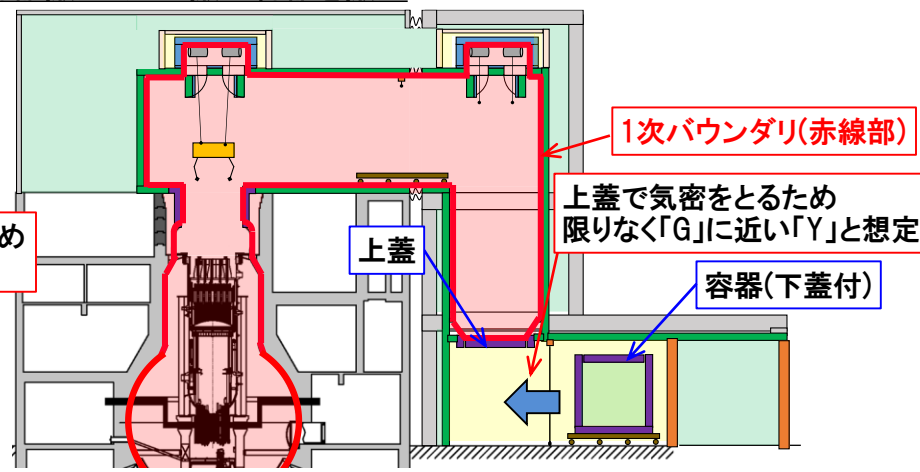 1次バウンダリ(赤線部)
上蓋で気密をとるため
限りなく「G」に近い「Y」と想定
め
上蓋
容器(下蓋付)